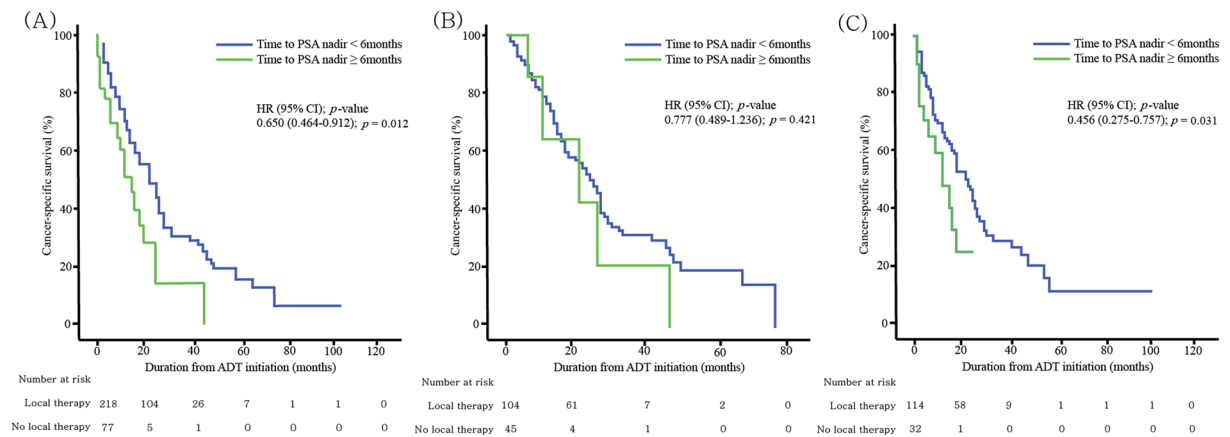 (A)
Time to PSA nadir < 6months
Time to PSA nadir ≥ 6months
HR (95% CI); p-value
0.650 (0.464-0.912); p = 0.012
Cancer-specific survival (%)
100
80
60
40
20
0
0 20 40 60 80 100 120
Duration from ADT initiation (months)
Number at risk
Local therapy 218 104 26 7 1 1 0
No local therapy 77 5 1 0 0 0 0
(B)
Time to PSA nadir < 6months
Time to PSA nadir ≥ 6months
HR (95% CI); p-value
0.777 (0.489-1.236); p = 0.421
Cancer-specific survival (%)
100
80
60
40
20
0
0 20 40 60 80
Duration from ADT initiation (months)
Number at risk
Local therapy 104 61 7 2 0
No local therapy 45 4 1 0 0
(C)
Time to PSA nadir < 6months
Time to PSA nadir ≥ 6months
HR (95% CI); p-value
0.456 (0.275-0.757); p = 0.031
Cancer-specific survival (%)
100
80
60
40
20
0
0 20 40 60 80 100 120
Duration from ADT initiation (months)
Number at risk
Local therapy 114 58 9 1 1 1 0
No local therapy 32 1 0 0 0 0 0